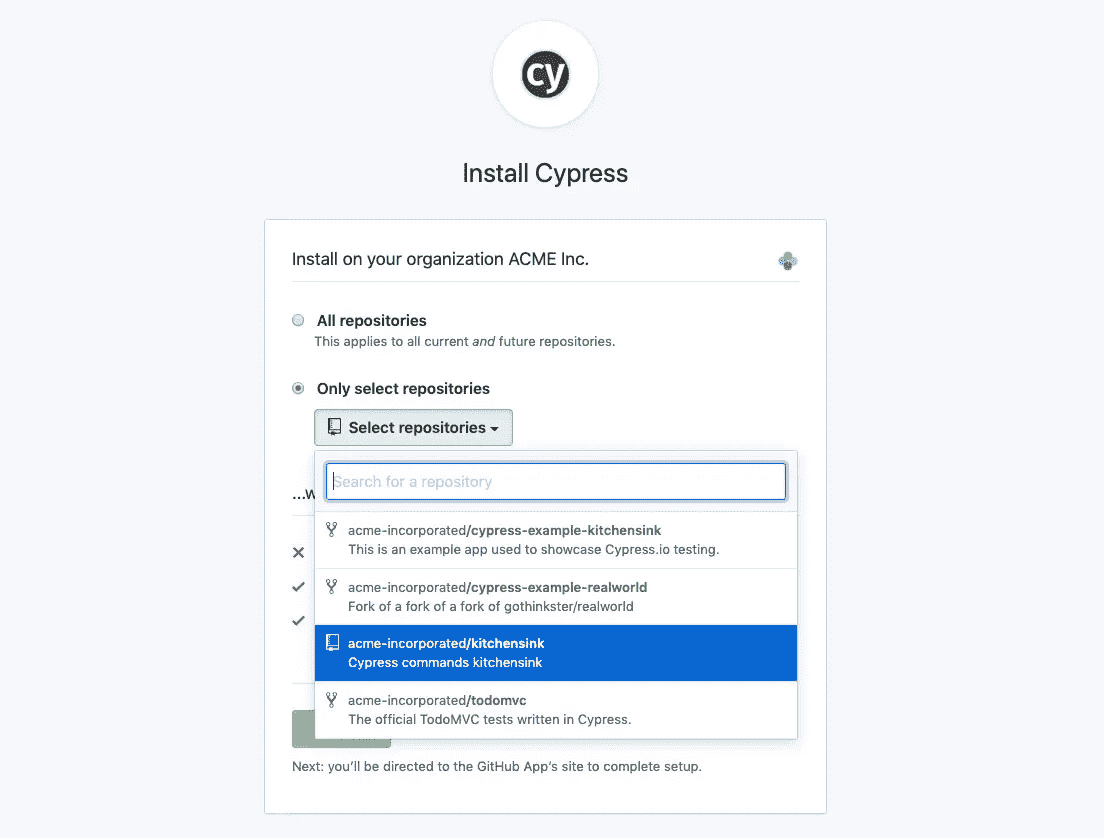 cy
Install Cypress
Install on your organization ACME Inc.
All repositories
This applies to all current and future repositories.
Only select repositories
Select repositories
Search for a repository
acme-incorporated/cypress-example-kitchensink
This is an example app used to showcase Cypress.io testing.
acme-incorporated/cypress-example-realworld
Fork of a fork of a fork of gothinkster/realworld
acme-incorporated/kitchensink
Cypress commands kitchensink
acme-incorporated/todomvc
The official TodoMVC tests written in Cypress.
Next: you’ll be directed to the GitHub App’s site to complete setup.